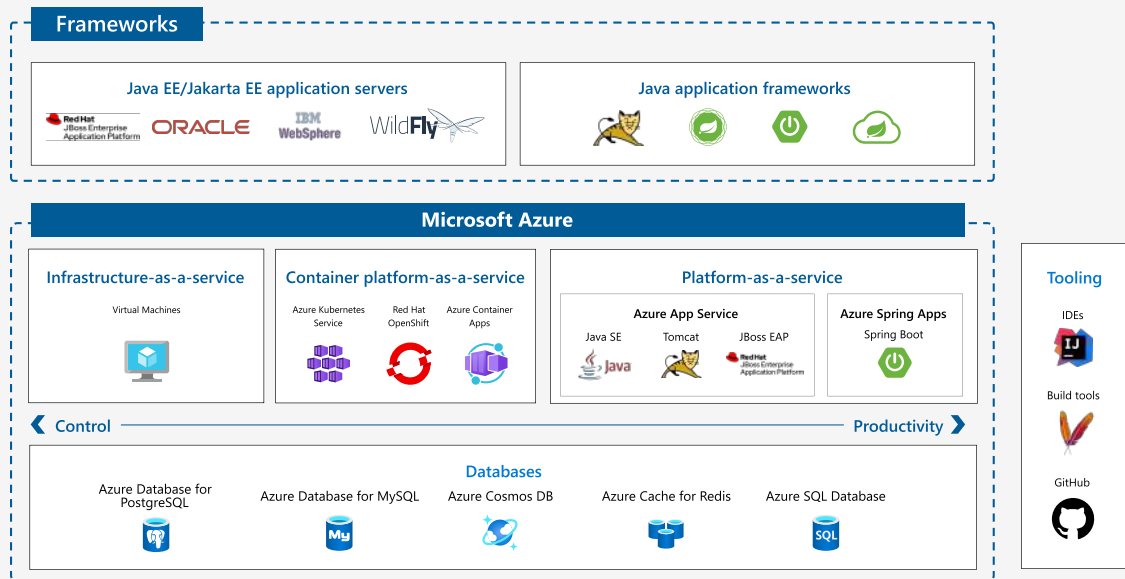 Frameworks
Java EE/Jakarta EE application servers
Red Hat
JBoss Enterprise
Application Platform
ORACLE
IBM
WebSphere
WildFly
Java application frameworks
Microsoft Azure
Infrastructure-as-a-service
Virtual Machines
Container platform-as-a-service
Azure Kubernetes
Service
Red Hat
OpenShift
Azure Container
Apps
Platform-as-a-service
Azure App Service
Java SE
Java
Tomcat
JBoss EAP
Red Hat
JBoss Enterprise
Application Platform
Azure Spring Apps
Spring Boot
Control
Productivity
Databases
Azure Database for
PostgreSQL
Azure Database for MySQL
My
Azure Cosmos DB
Azure Cache for Redis
Azure SQL Database
SQL
Tooling
IDEs
IJ
Build tools
GitHub